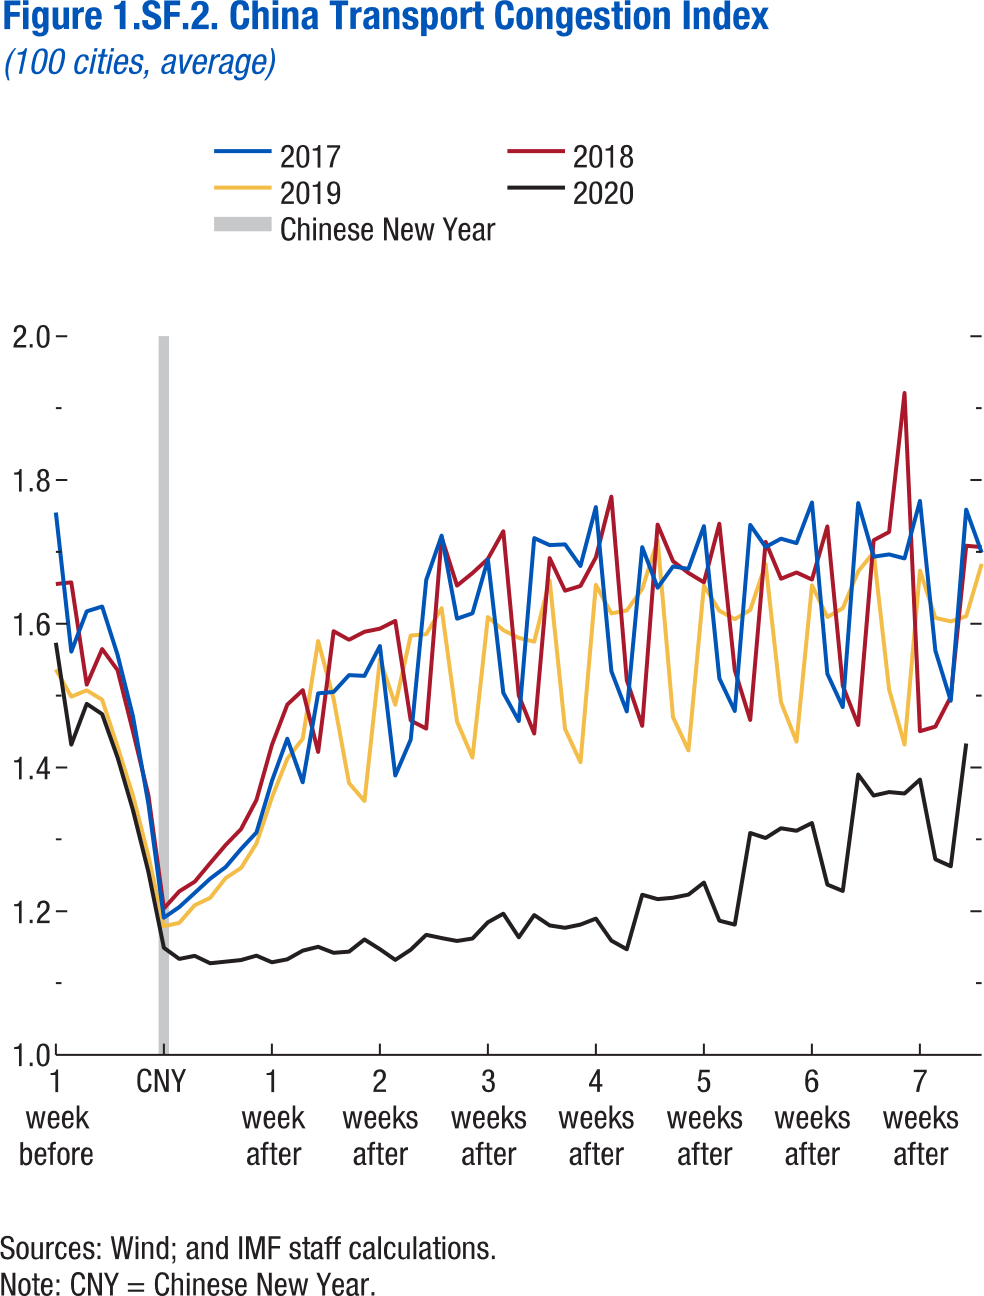 Figure 1.SF.2. China Transport Congestion Index
(100 cities, average)
2017 2018
2019 2020
Chinese New Year
2.0
1.8
1.6
1.4
1.2
1.0
1 CNY 1 2 3 4 5 6 7
week week weeks weeks weeks weeks weeks weeks
before after after after after after after after
Sources: Wind; and IMF staff calculations.
Note: CNY = Chinese New Year.